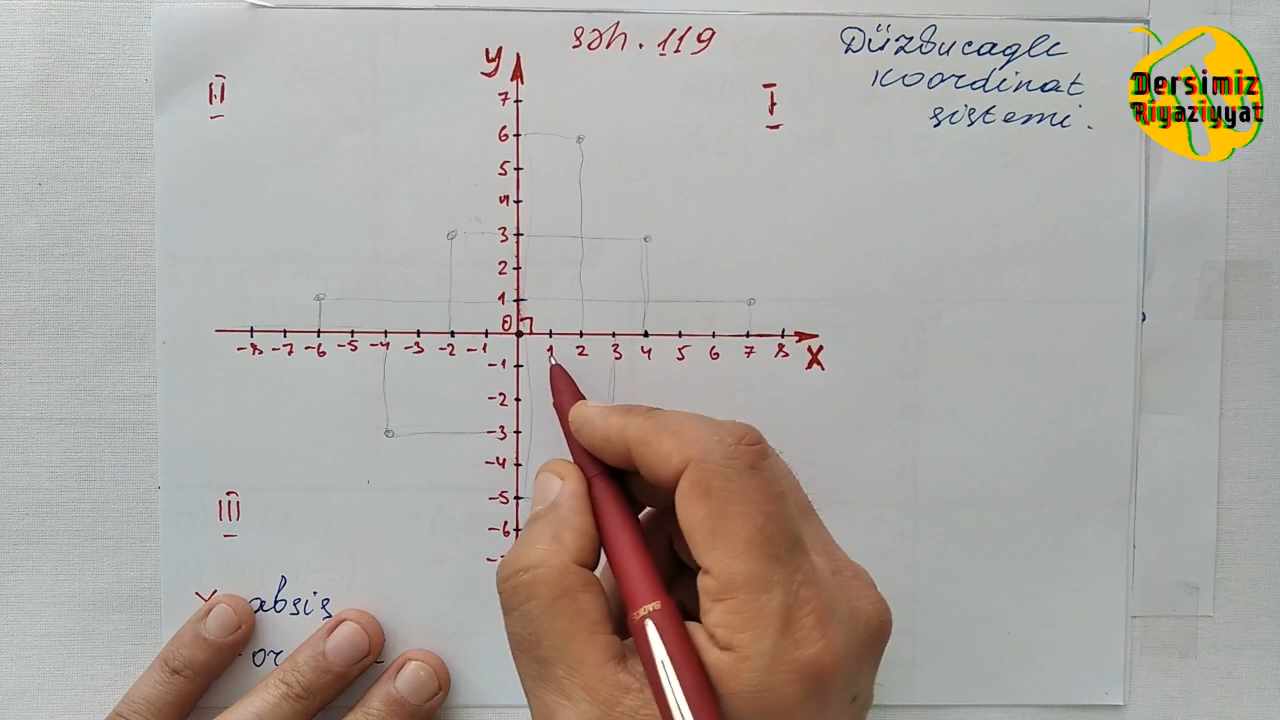 səh. 119
Düzbucaqlı
koordinat
sistemi.
Dersimiz
Riyaziyyat
II
I
y
7
6
5
4
3
2
1
0
-8 -7 -6 -5 -4 -3 -2 -1 1 2 3 4 5 6 7 8 X
-1
-2
-3
-4
-5
-6
III
absis